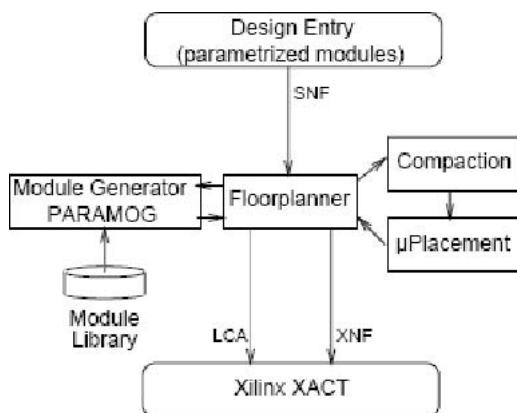 Design Entry
(parametrized modules)
SNF
Compaction
Module Generator
PARAMOG
Floorplanner
µPlacement
Module
Library
LCA
XNF
Xilinx XACT